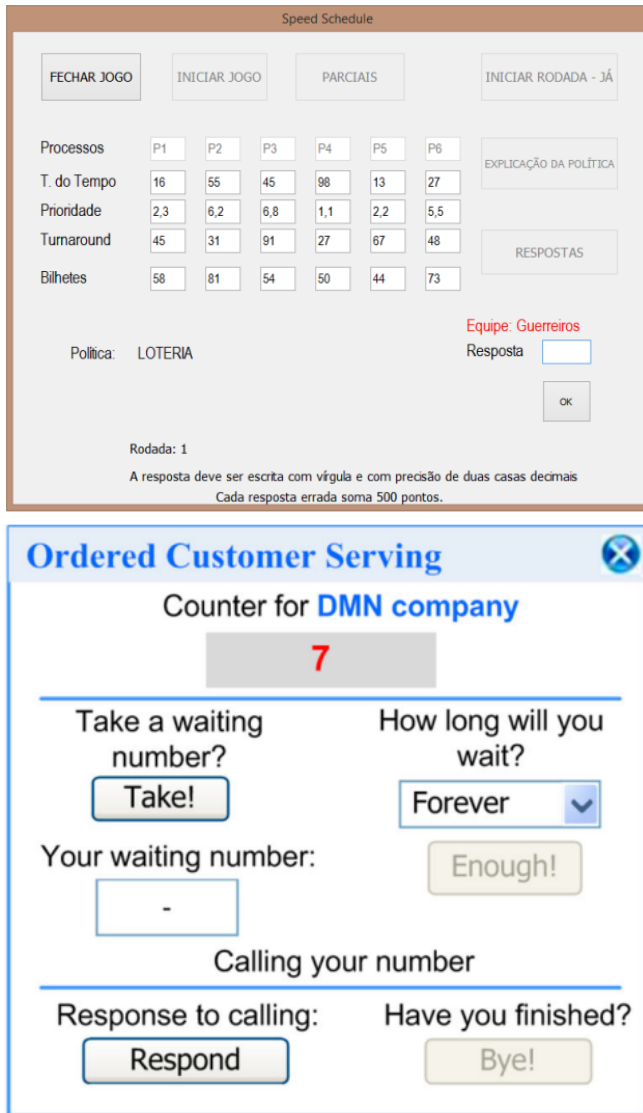 Speed Schedule
FECHAR JOGO INICIAR JOGO PARCIAIS INICIAR RODADA - JÁ
Processos P1 P2 P3 P4 P5 P6
EXPLICAÇÃO DA POLÍTICA
T. do Tempo 16 55 45 98 13 27
Prioridade 2,3 6,2 6,8 1,1 2,2 5,5
Turnaround 45 31 91 27 67 48
RESPOSTAS
Bilhetes 58 81 54 50 44 73
Equipe: Guerreiros
Política: LOTERIA Resposta
OK
Rodada: 1
A resposta deve ser escrita com vírgula e com precisão de duas casas decimais
Cada resposta errada soma 500 pontos.
Ordered Customer Serving
Counter for DMN company
7
Take a waiting
number?
Take!
How long will you
wait?
Forever
Your waiting number:
-
Enough!
Calling your number
Response to calling:
Respond
Have you finished?
Bye!